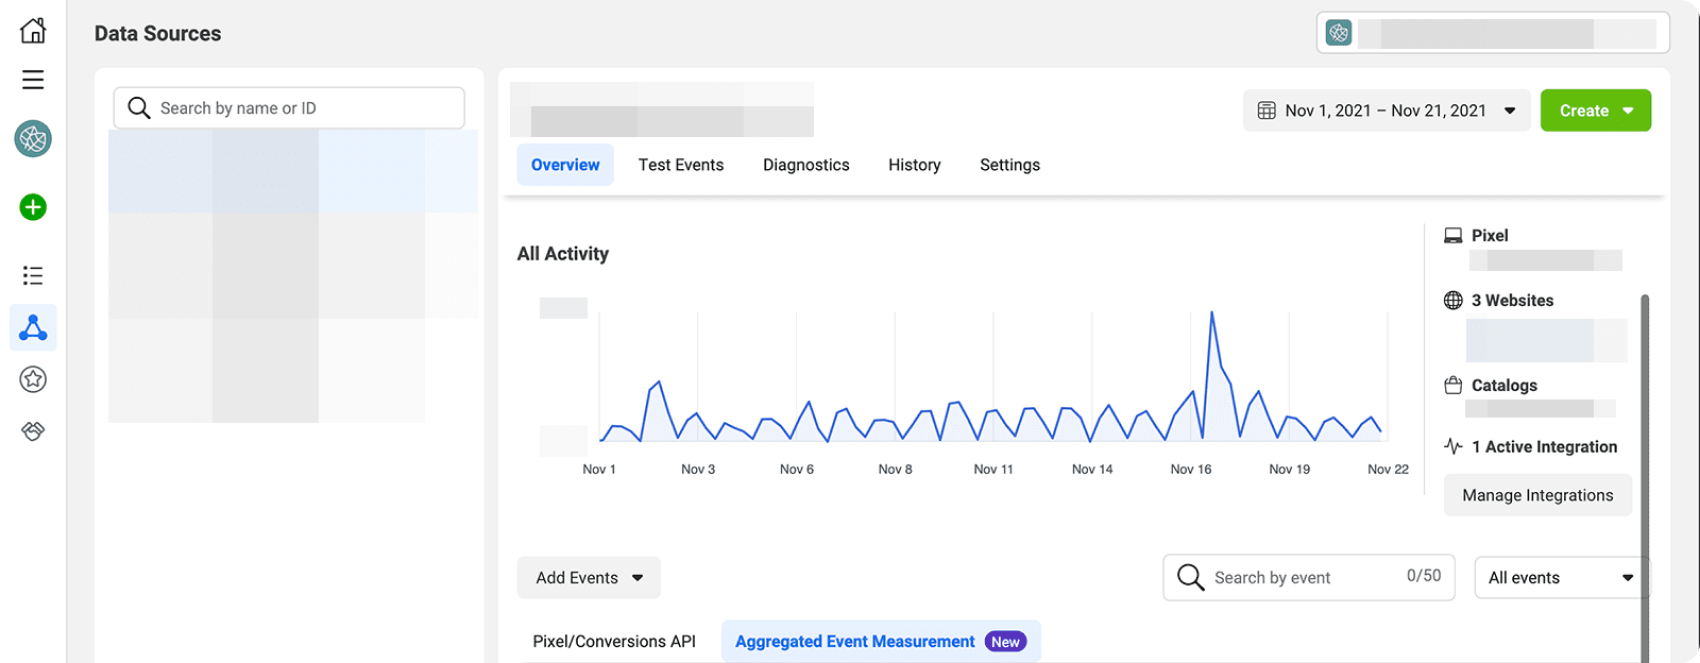 Data Sources
Search by name or ID
Nov 1, 2021 – Nov 21, 2021
Create
Overview Test Events Diagnostics History Settings
All Activity
Nov 1 Nov 3 Nov 6 Nov 8 Nov 11 Nov 14 Nov 16 Nov 19 Nov 22
Pixel
3 Websites
Catalogs
1 Active Integration
Manage Integrations
Add Events
Search by event 0/50
All events
Pixel/Conversions API Aggregated Event Measurement New